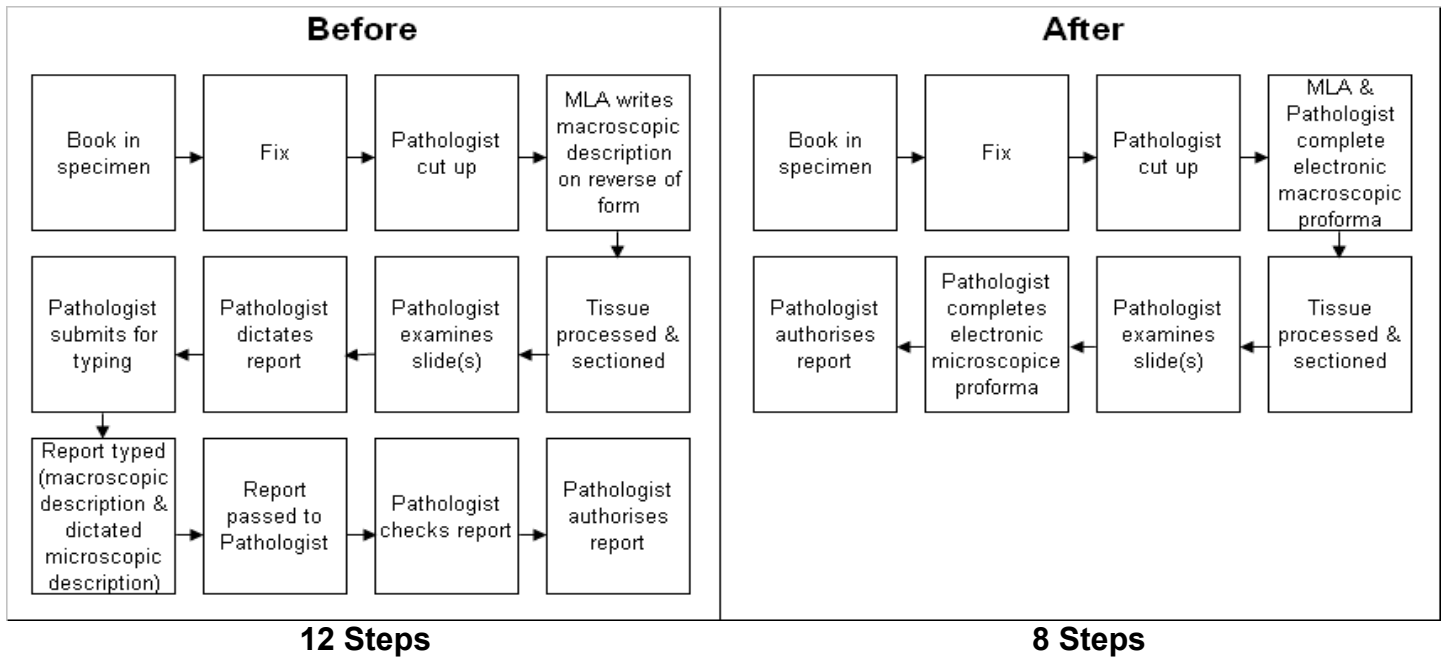 Before
Book in
specimen
Fix
Pathologist
cut up
MLA writes
macroscopic
description
on reverse of
form
Tissue
processed &
sectioned
Pathologist
examines
slide(s)
Pathologist
dictates
report
Pathologist
submits for
typing
Report typed
(macroscopic
description &
dictated
microscopic
description)
Report
passed to
Pathologist
Pathologist
checks report
Pathologist
authorises
report
12 Steps
After
Book in
specimen
Fix
Pathologist
cut up
MLA &
Pathologist
complete
electronic
macroscopic
proforma
Tissue
processed &
sectioned
Pathologist
examines
slide(s)
Pathologist
completes
electronic
microscopice
proforma
Pathologist
authorises
report
8 Steps